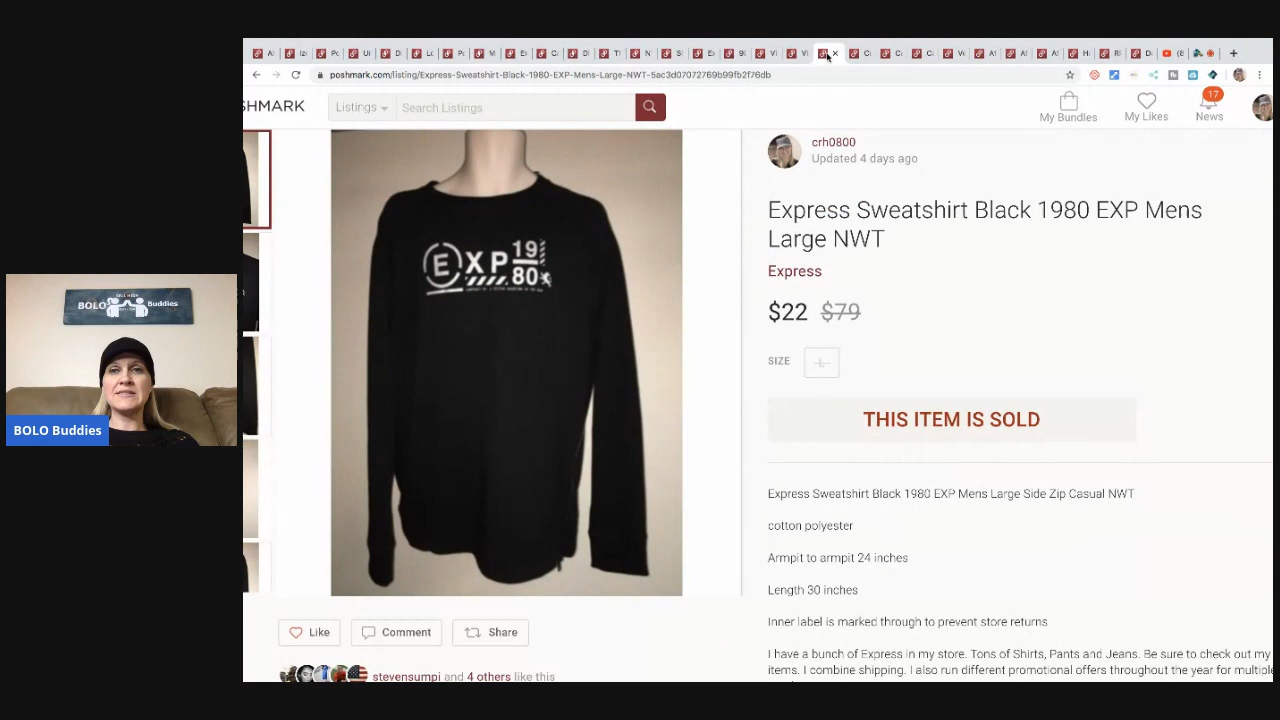 poshmark.com/listing/Express-Sweatshirt-Black-1980-EXP-Mens-Large-NWT-5ac3d07072769b99fb2f76db
SHMARK
Listings
Search Listings
My Bundles
My Likes
17
News
crh0800
Updated 4 days ago
Express Sweatshirt Black 1980 EXP Mens
Large NWT
Express
$22 $79
SIZE L
THIS ITEM IS SOLD
Express Sweatshirt Black 1980 EXP Mens Large Side Zip Casual NWT
cotton polyester
Armpit to armpit 24 inches
Length 30 inches
Inner label is marked through to prevent store returns
I have a bunch of Express in my store. Tons of Shirts, Pants and Jeans. Be sure to check out my
items. I combine shipping. I also run different promotional offers throughout the year for multiple
EXP 19
80
Like
Comment
Share
stevensumpi and 4 others like this
BOLO Buddies
BOLO Buddies